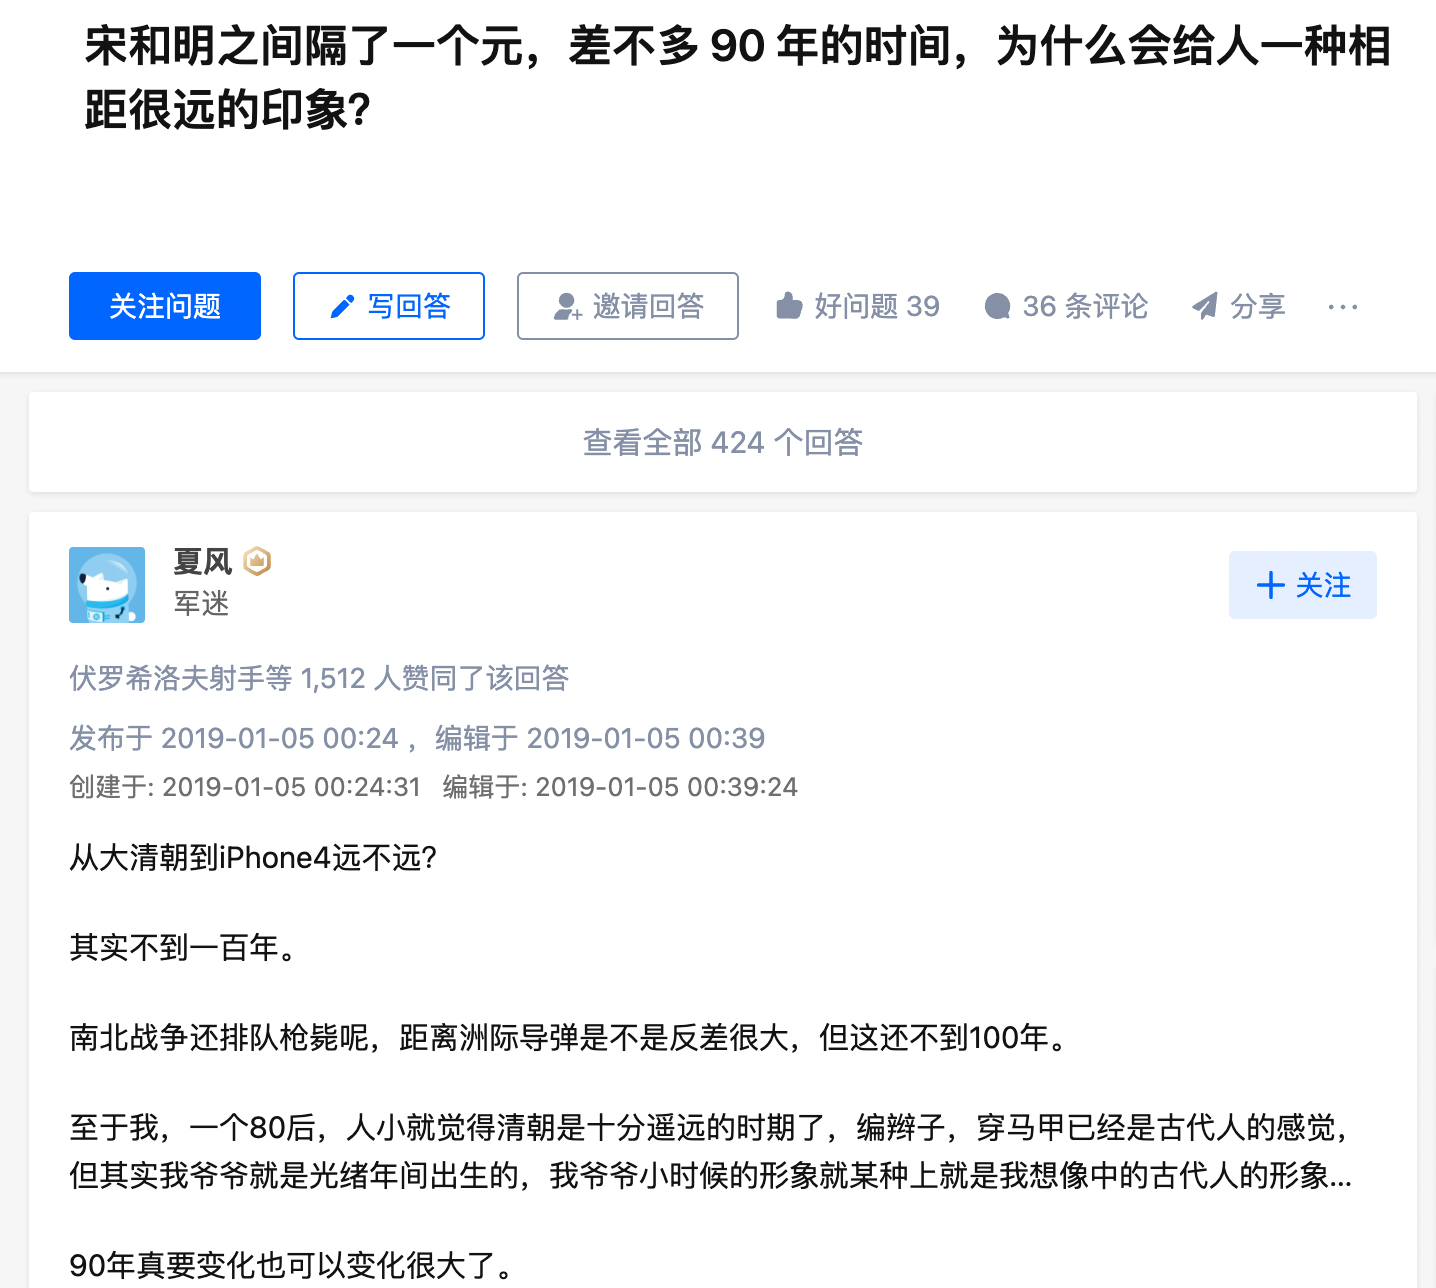 宋和明之间隔了一个元，差不多 90 年的时间，为什么会给人一种相
距很远的印象？
关注问题 写回答 邀请回答 好问题 39 36 条评论 分享 ···
查看全部 424 个回答
夏风
军迷
+ 关注
伏罗希洛夫射手等 1,512 人赞同了该回答
发布于 2019-01-05 00:24 ，编辑于 2019-01-05 00:39
创建于: 2019-01-05 00:24:31 编辑于: 2019-01-05 00:39:24
从大清朝到iPhone4远不远？
其实不到一百年。
南北战争还排队枪毙呢，距离洲际导弹是不是反差很大，但这还不到100年。
至于我，一个80后，人小就觉得清朝是十分遥远的时期了，编辫子，穿马甲已经是古代人的感觉，
但其实我爷爷就是光绪年间出生的，我爷爷小时候的形象就某种上就是我想像中的古代人的形象...
90年真要变化也可以变化很大了。